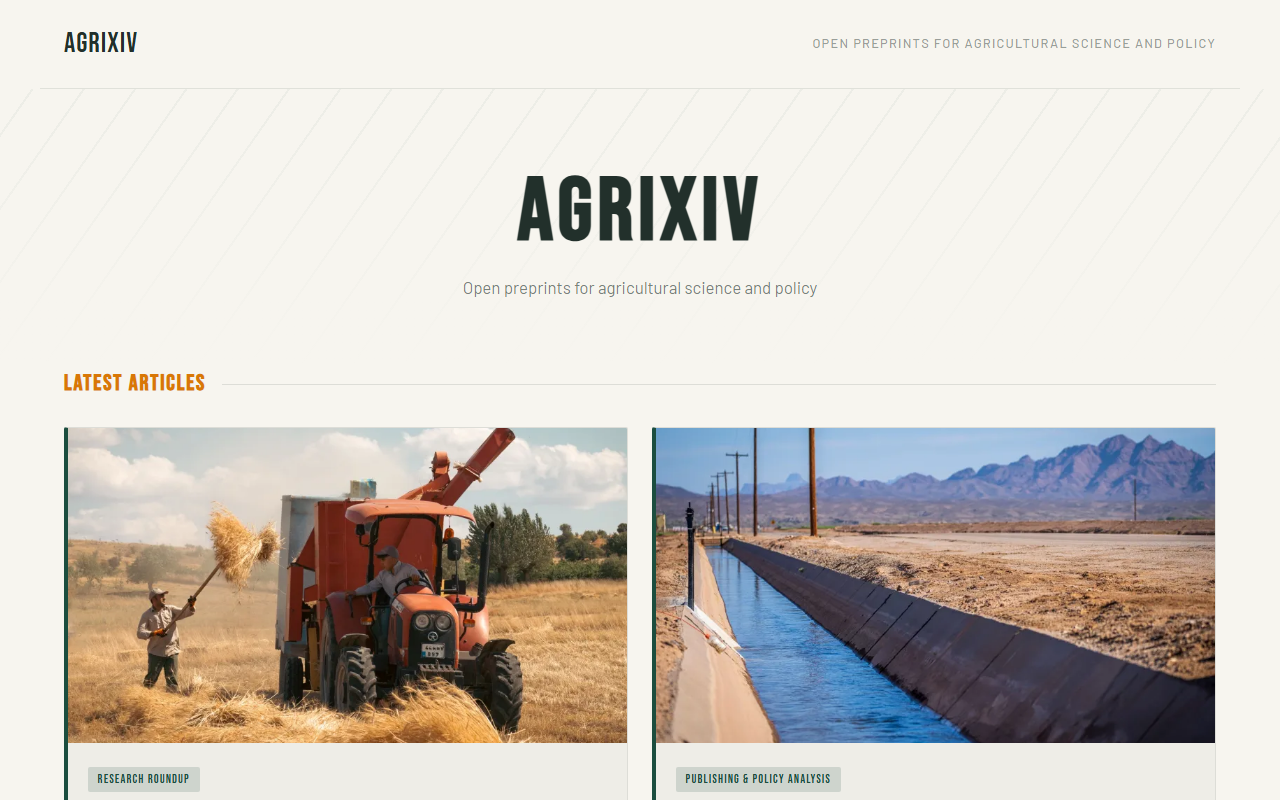 AGRIXIV
OPEN PREPRINTS FOR AGRICULTURAL SCIENCE AND POLICY
AGRIXIV
Open preprints for agricultural science and policy
LATEST ARTICLES
RESEARCH ROUNDUP
PUBLISHING & POLICY ANALYSIS